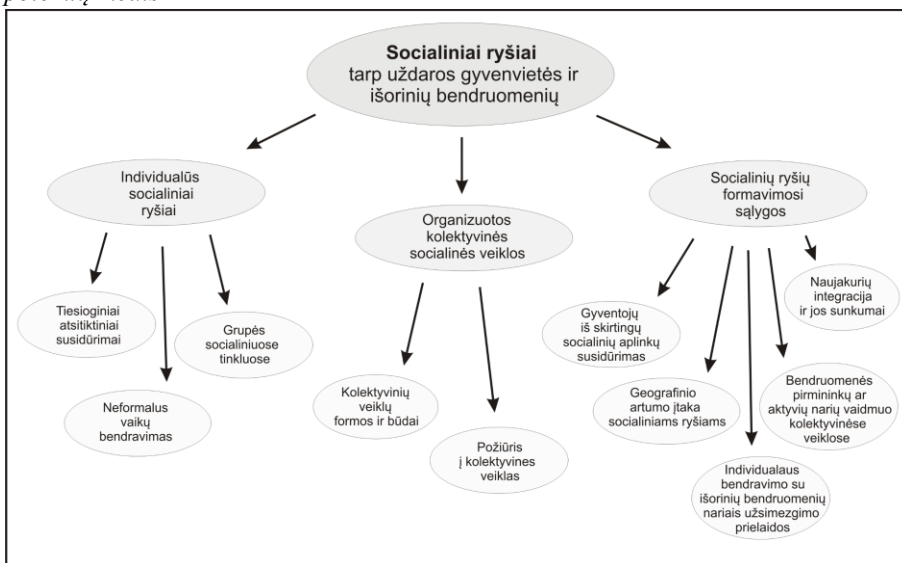 Socialiniai ryšiai
tarp uždaros gyvenvietės ir
išorinių bendruomenių
Individualūs
socialiniai
ryšiai
Organizuotos
kolektyvinės
socialinės veiklos
Socialinių ryšių
formavimosi
sąlygos
Tiesioginiai
atsitiktiniai
susidūrimai
Neformalus
vaikų
bendravimas
Grupės
socialiniuose
tinkluose
Kolektyvinių
veiklų
formos ir būdai
Požiūris
į kolektyvines
veiklas
Gyventojų
iš skirtingų
socialinių aplinkų
susidūrimas
Geografinio
artumo įtaka
socialiniams ryšiams
Individualaus
bendravimo su
išorinių bendruomenių
nariais užsimezgimo
prielaidos
Bendruomenės
pirmininkų ar
aktyvių narių vaidmuo
kolektyvinėse
veiklose
Naujakurių
integracija
ir jos sunkumai